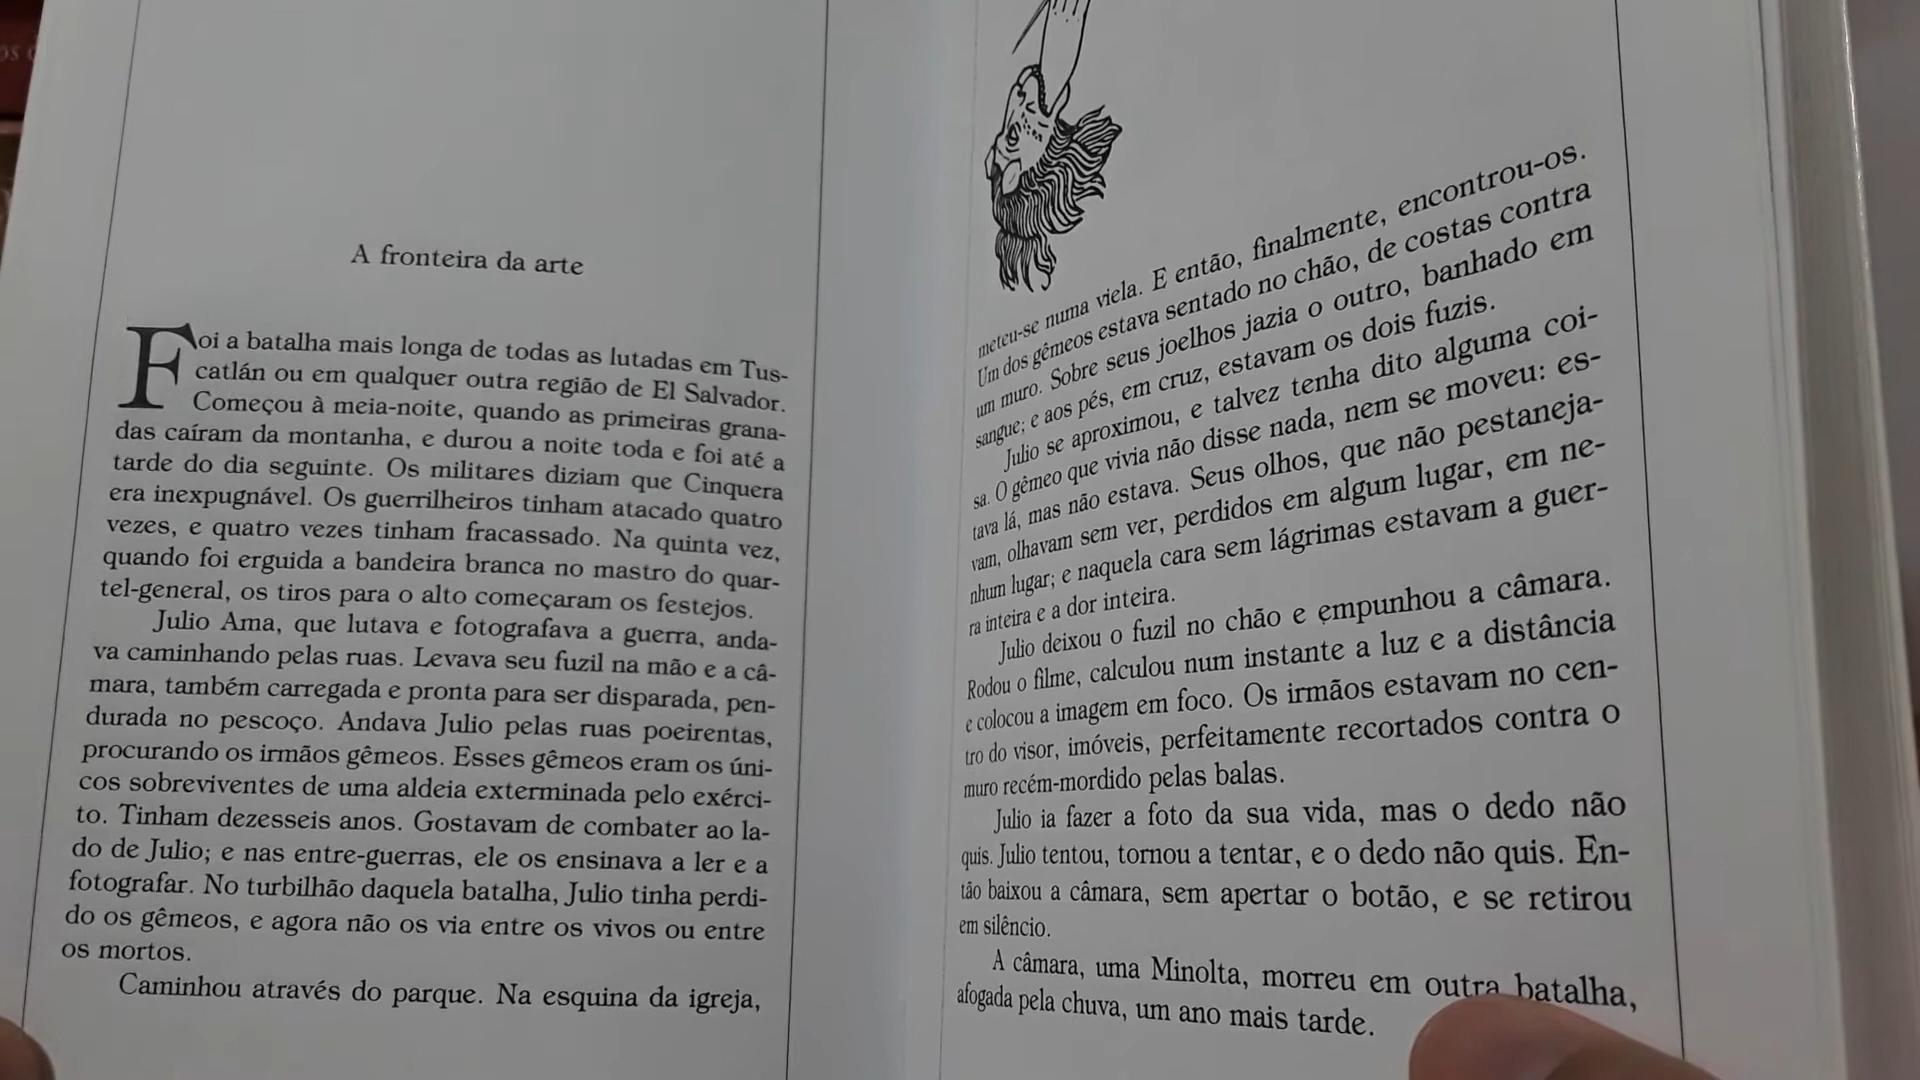 A fronteira da arte
Foi a batalha mais longa de todas as lutadas em Tus-
catlán ou em qualquer outra região de El Salvador.
Começou à meia-noite, quando as primeiras grana-
das caíram da montanha, e durou a noite toda e foi até a
tarde do dia seguinte. Os militares diziam que Cinquera
era inexpugnável. Os guerrilheiros tinham atacado quatro
vezes, e quatro vezes tinham fracassado. Na quinta vez,
quando foi erguida a bandeira branca no mastro do quar-
tel-general, os tiros para o alto começaram os festejos.
Julio Ama, que lutava e fotografava a guerra, anda-
va caminhando pelas ruas. Levava seu fuzil na mão e a câ-
mara, também carregada e pronta para ser disparada, pen-
durada no pescoço. Andava Julio pelas ruas poeirentas,
procurando os irmãos gêmeos. Esses gêmeos eram os úni-
cos sobreviventes de uma aldeia exterminada pelo exérci-
to. Tinham dezesseis anos. Gostavam de combater ao la-
do de Julio; e nas entre-guerras, ele os ensinava a ler e a
fotografar. No turbilhão daquela batalha, Julio tinha perdi-
do os gêmeos, e agora não os via entre os vivos ou entre
os mortos.
Caminhou através do parque. Na esquina da igreja,
meteu-se numa viela. E então, finalmente, encontrou-os.
Um dos gêmeos estava sentado no chão, de costas contra
um muro. Sobre seus joelhos jazia o outro, banhado em
sangue; e aos pés, em cruz, estavam os dois fuzis.
Julio se aproximou, e talvez tenha dito alguma coi-
sa. O gêmeo que vivia não disse nada, nem se moveu: es-
tava lá, mas não estava. Seus olhos, que não pestaneja-
vam, olhavam sem ver, perdidos em algum lugar, em ne-
nhum lugar; e naquela cara sem lágrimas estavam a guer-
ra inteira e a dor inteira.
Julio deixou o fuzil no chão e empunhou a câmara.
Rodou o filme, calculou num instante a luz e a distância
e colocou a imagem em foco. Os irmãos estavam no cen-
tro do visor, imóveis, perfeitamente recortados contra o
muro recém-mordido pelas balas.
Julio ia fazer a foto da sua vida, mas o dedo não
quis. Julio tentou, tornou a tentar, e o dedo não quis. En-
tão baixou a câmara, sem apertar o botão, e se retirou
em silêncio.
A câmara, uma Minolta, morreu em outra batalha,
afogada pela chuva, um ano mais tarde.